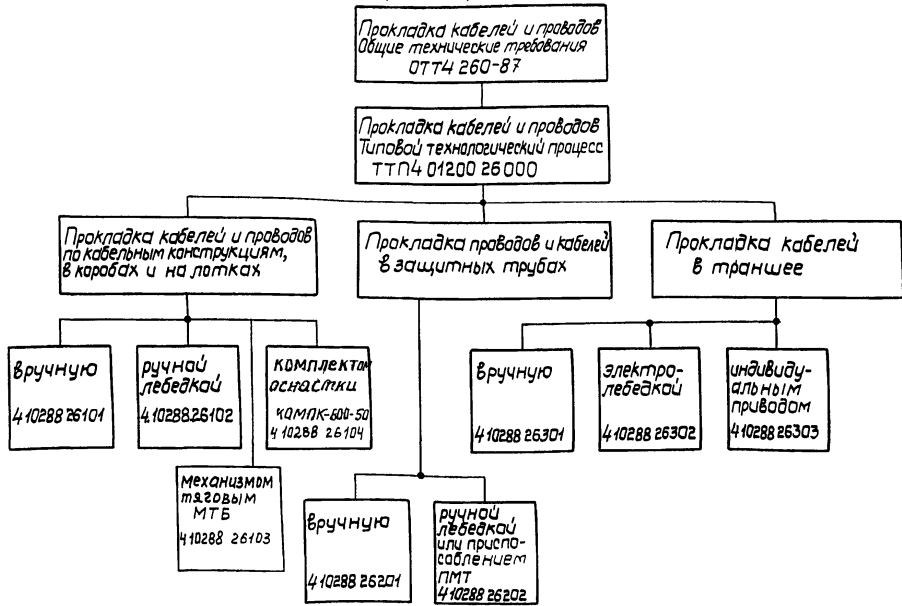 Прокладка кабелей и проводов
Общие технические требования
ОТТ4 260-87
Прокладка кабелей и проводов
Типовой технологический процесс
ТТП4 01200 26000
Прокладка кабелей и проводов
по кабельным конструкциям,
в коробах и на лотках
Прокладка проводов и кабелей
в защитных трубах
Прокладка кабелей
в траншее
вручную
4 10288 26101
ручной
лебедкой
4.10288.26102
комплектом
оснастки
КОМПК-600-50
4 10288 26104
механизмом
тяговым
МТБ
4 10288 26103
вручную
4 10288 26201
ручной
лебедкой
или приспо-
соблением
ПМТ
4 10288 26202
вручную
4 10288 26301
электро-
лебедкой
4 10288 26302
индивиду-
альным
приводом
4 10288 26303